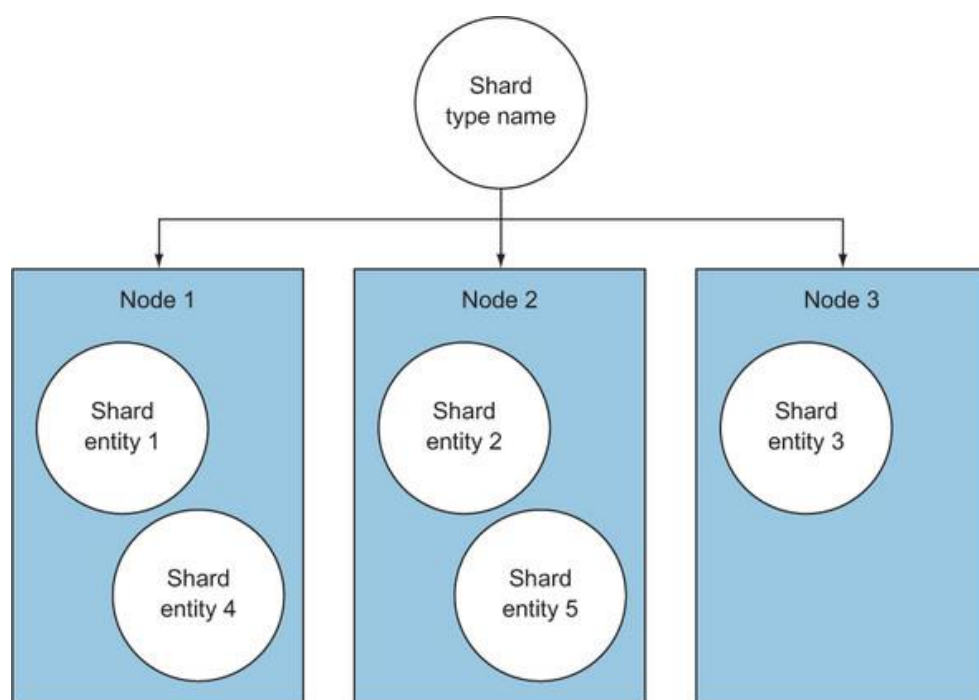 Shard
type name
Node 1
Node 2
Node 3
Shard
entity 1
Shard
entity 2
Shard
entity 3
Shard
entity 4
Shard
entity 5